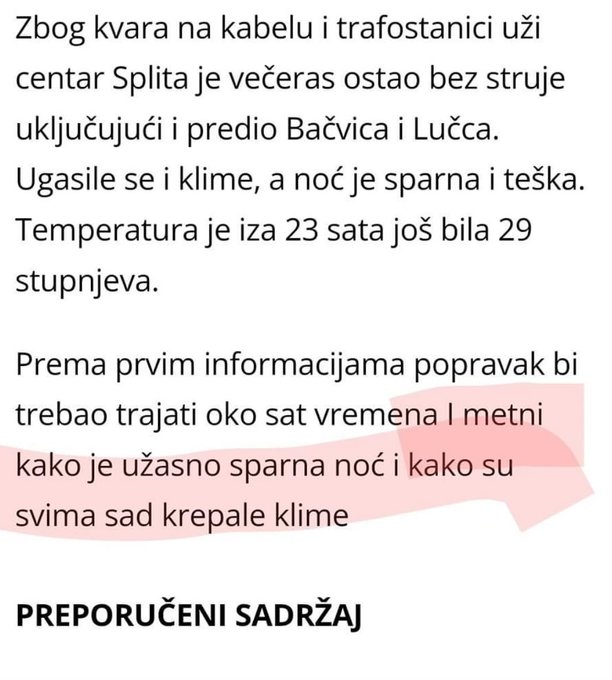 Zbog kvara na kabelu i trafostanici uži
centar Splita je večeras ostao bez struje
uključujući i predio Bačvica i Lučca.
Ugasile se i klime, a noć je sparna i teška.
Temperatura je iza 23 sata još bila 29
stupnjeva.
Prema prvim informacijama popravak bi
trebao trajati oko sat vremena I metni
kako je užasno sparna noć i kako su
svima sad krepale klime
PREPORUČENI SADRŽAJ